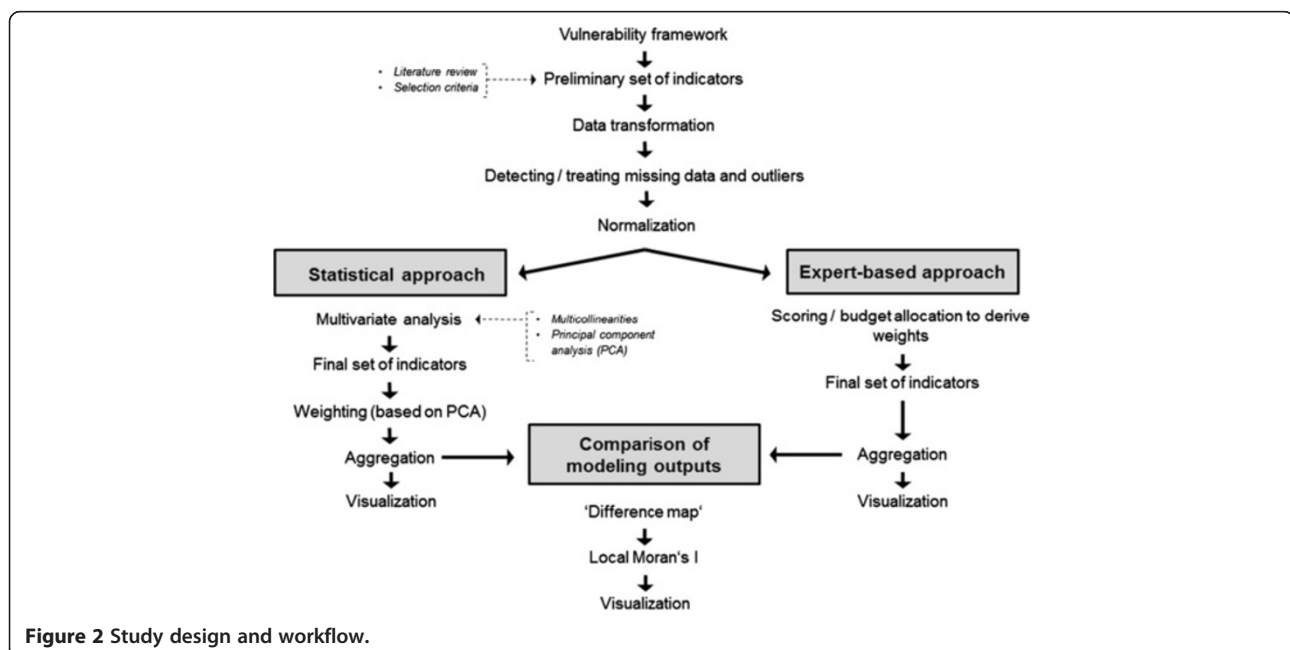 Vulnerability framework
• Literature review
• Selection criteria
Preliminary set of indicators
Data transformation
Detecting / treating missing data and outliers
Normalization
Statistical approach
Multivariate analysis
• Multicollinearities
• Principal component
analysis (PCA)
Final set of indicators
Weighting (based on PCA)
Aggregation
Visualization
Expert-based approach
Scoring / budget allocation to derive
weights
Final set of indicators
Aggregation
Visualization
Comparison of
modeling outputs
'Difference map'
Local Moran's I
Visualization
Figure 2 Study design and workflow.